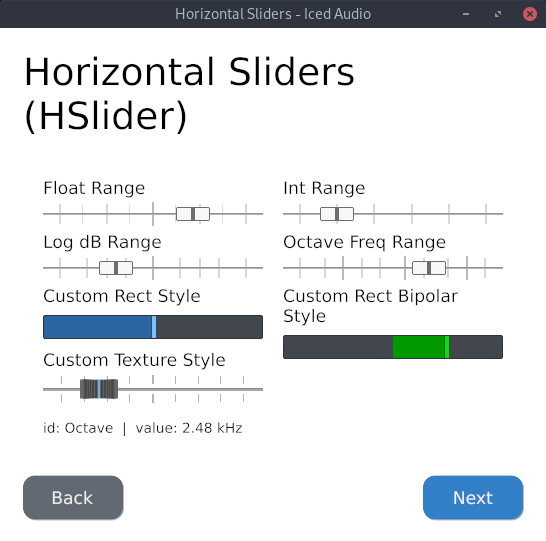 Horizontal Sliders - Iced Audio
Horizontal Sliders
(HSlider)
Float Range
Int Range
Log dB Range
Octave Freq Range
Custom Rect Style
Custom Rect Bipolar
Style
Custom Texture Style
id: Octave | value: 2.48 kHz
Back
Next